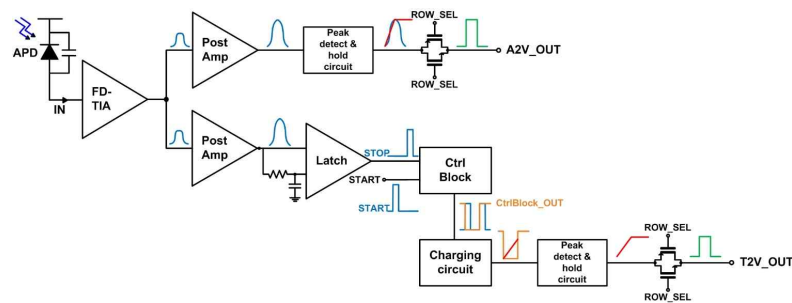 ROW_SEL
Post
Amp
Peak
detect &
hold
circuit
A2V_OUT
APD
ROW_SEL
FD-
TIA
IN
Post
Amp
Latch
STOP
Ctrl
Block
START
START
CtrlBlock_OUT
ROW_SEL
Charging
circuit
Peak
detect &
hold
circuit
T2V_OUT
ROW_SEL